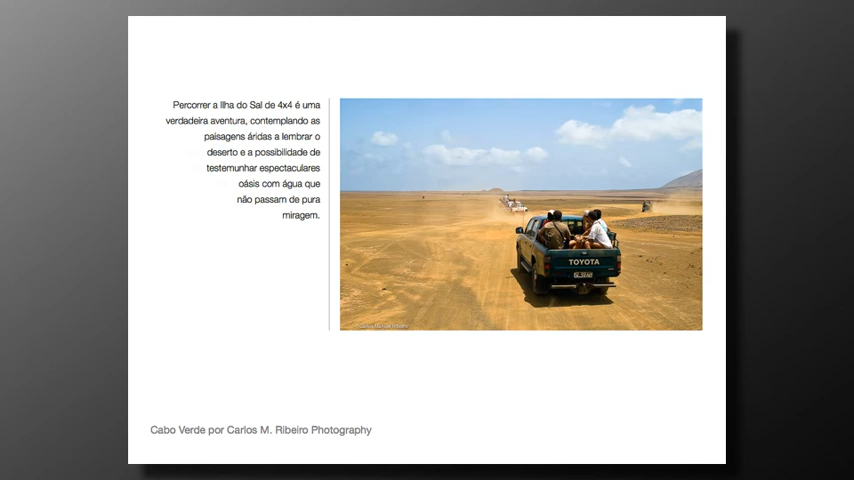 Percorrer a Ilha do Sal de 4x4 é uma
verdadeira aventura, contemplando as
paisagens áridas a lembrar o
deserto e a possibilidade de
testemunhar espectaculares
oásis com água que
não passam de pura
miragem.
TOYOTA
Cabo Verde por Carlos M. Ribeiro Photography